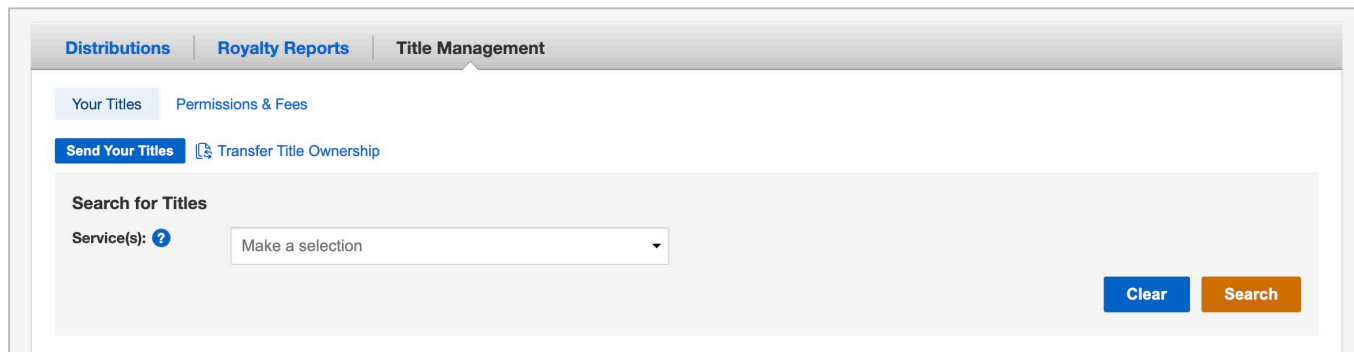 Distributions Royalty Reports Title Management
Your Titles Permissions & Fees
Send Your Titles Transfer Title Ownership
Search for Titles
Service(s): ? Make a selection
Clear Search